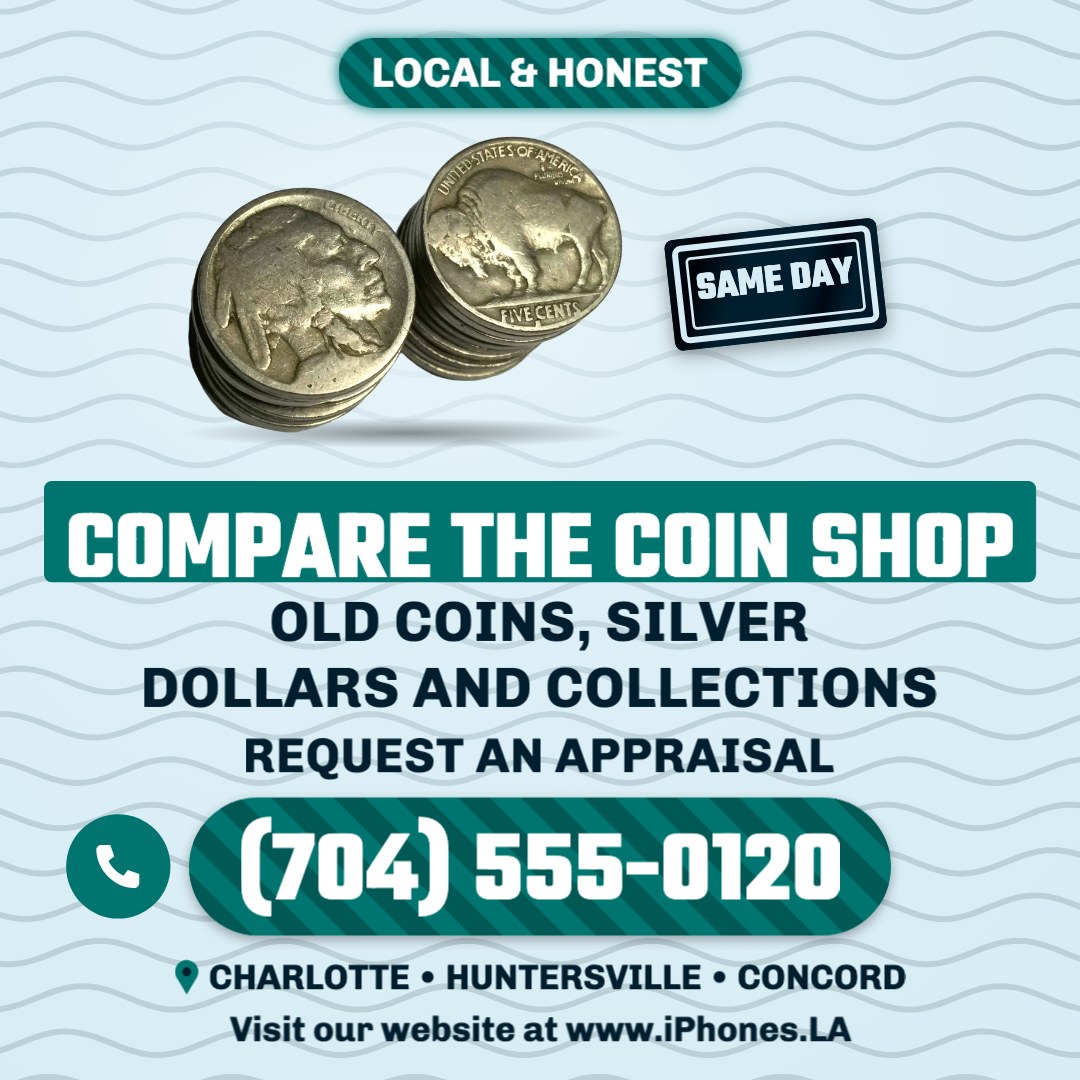 LOCAL & HONEST
LIBERTY
UNITED STATES OF AMERICA
FIVE CENTS
SAME DAY
COMPARE THE COIN SHOP
OLD COINS, SILVER
DOLLARS AND COLLECTIONS
REQUEST AN APPRAISAL
(704) 555-0120
CHARLOTTE • HUNTERSVILLE • CONCORD
Visit our website at www.iPhones.LA